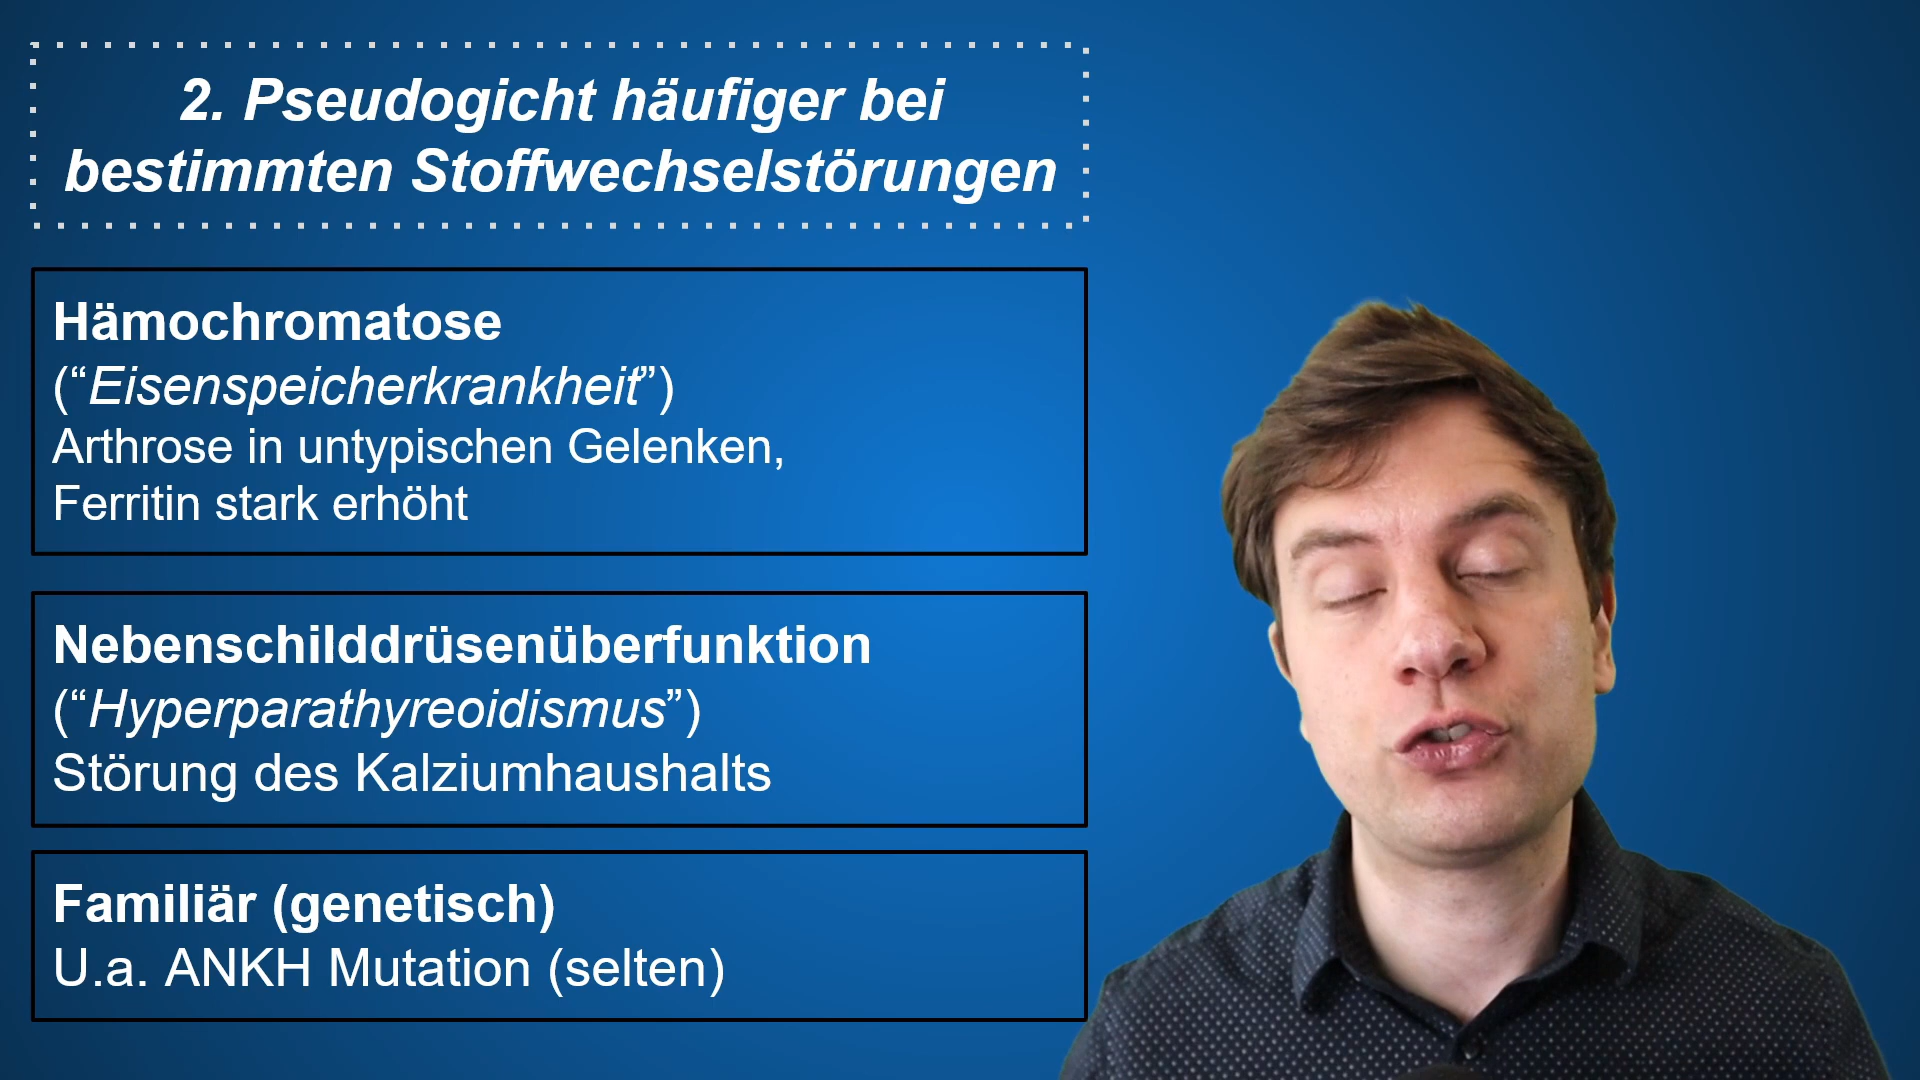 2. Pseudogicht häufiger bei
bestimmten Stoffwechselstörungen
Hämochromatose
(“Eisenspeicherkrankheit”)
Arthrose in untypischen Gelenken,
Ferritin stark erhöht
Nebenschilddrüsenüberfunktion
(“Hyperparathyreoidismus”)
Störung des Kalziumhaushalts
Familiär (genetisch)
U.a. ANKH Mutation (selten)